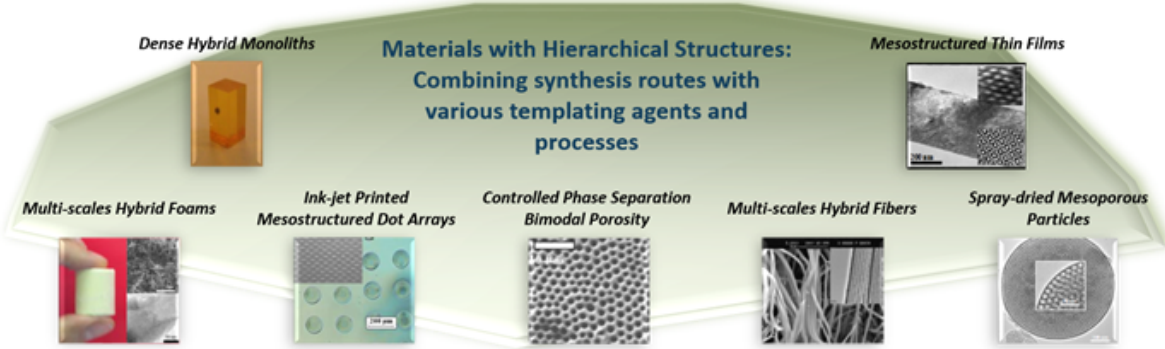 Dense Hybrid Monoliths
Materials with Hierarchical Structures:
Combining synthesis routes with
various templating agents and
processes
Mesostructured Thin Films
200 nm
Multi-scales Hybrid Foams
Ink-jet Printed
Mesostructured Dot Arrays
Controlled Phase Separation
Bimodal Porosity
Multi-scales Hybrid Fibers
Spray-dried Mesoporous
Particles